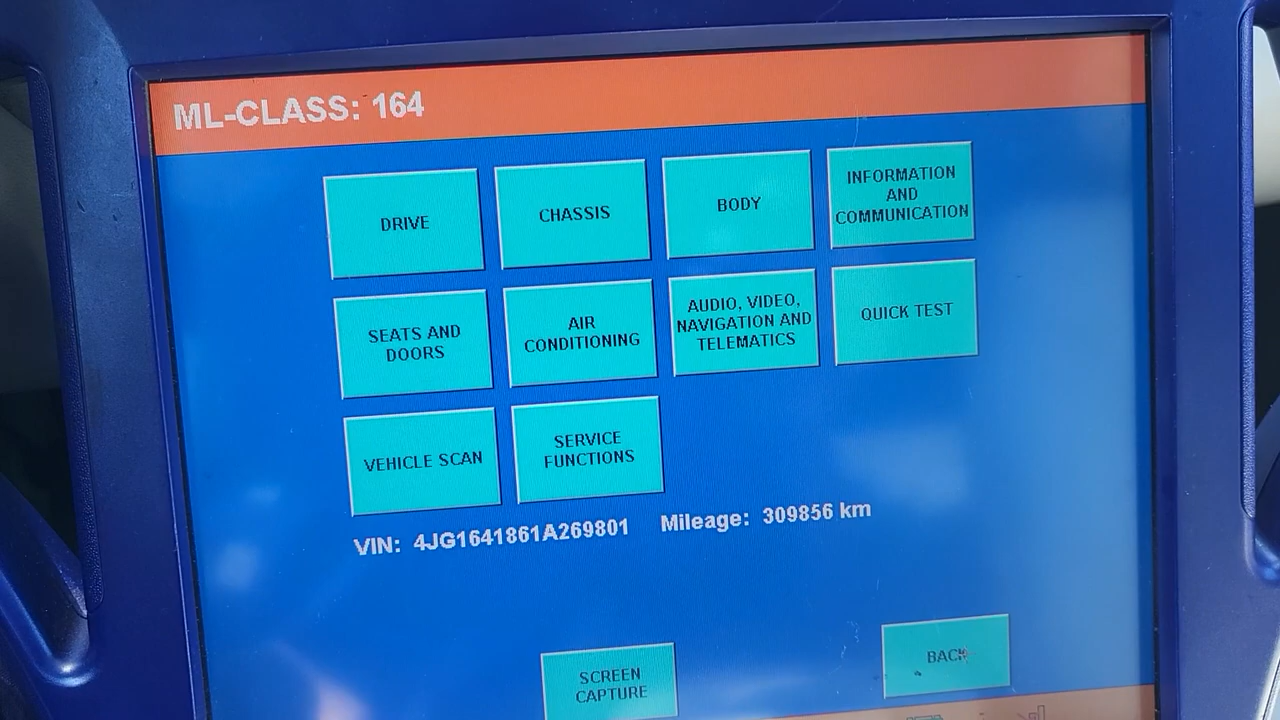 ML-CLASS: 164
DRIVE
CHASSIS
BODY
INFORMATION
AND
COMMUNICATION
SEATS AND
DOORS
AIR
CONDITIONING
AUDIO, VIDEO,
NAVIGATION AND
TELEMATICS
QUICK TEST
VEHICLE SCAN
SERVICE
FUNCTIONS
VIN: 4JG1641861A269801 Mileage: 309856 km
SCREEN
CAPTURE
BACK